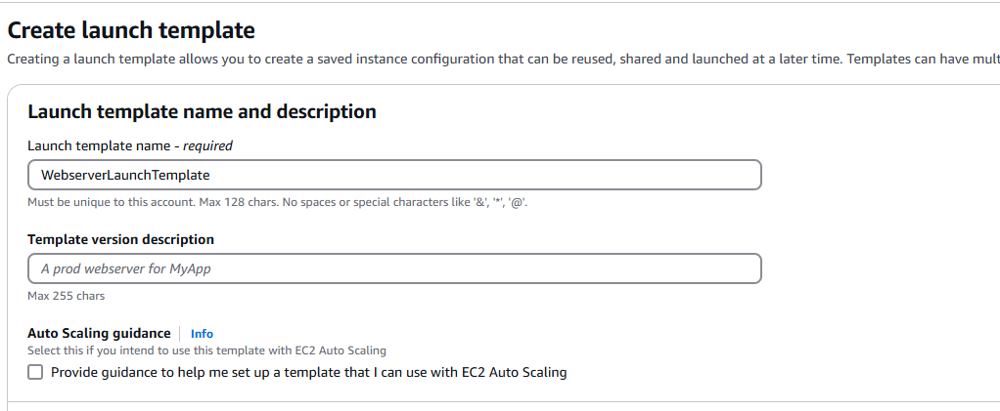 Create launch template
Creating a launch template allows you to create a saved instance configuration that can be reused, shared and launched at a later time. Templates can have mult
Launch template name and description
Launch template name - required
WebserverLaunchTemplate
Must be unique to this account. Max 128 chars. No spaces or special characters like '&', '*', '@'.
Template version description
A prod webserver for MyApp
Max 255 chars
Auto Scaling guidance Info
Select this if you intend to use this template with EC2 Auto Scaling
Provide guidance to help me set up a template that I can use with EC2 Auto Scaling